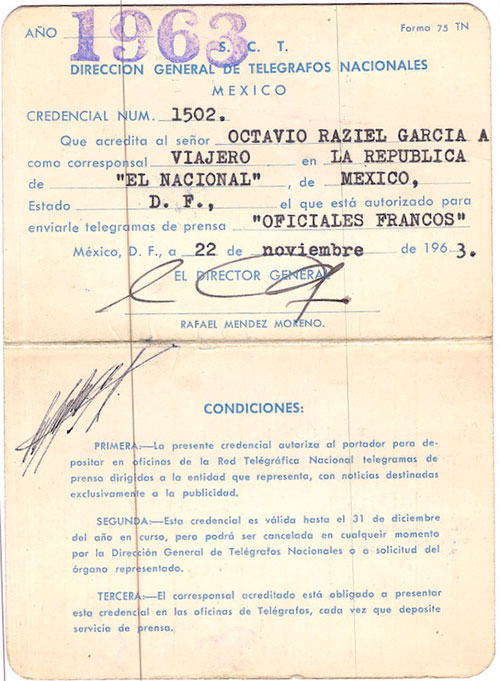 AÑO 1963 Forma 75 TN
S. C. T.
DIRECCION GENERAL DE TELEGRAFOS NACIONALES
MEXICO
CREDENCIAL NUM. 1502.
Que acredita al señor OCTAVIO RAZIEL GARCIA A
como corresponsal VIAJERO en LA REPUBLICA
de "EL NACIONAL", de MEXICO,
Estado D. F., el que está autorizado para
enviarle telegramas de prensa "OFICIALES FRANCOS"
México, D. F., a 22 de noviembre de 1963.
EL DIRECTOR GENERAL
RAFAEL MENDEZ MORENO.
CONDICIONES:
PRIMERA:—La presente credencial autoriza al portador para de-
positar en oficinas de la Red Telégráfica Nacional telegramas de
prensa dirigidos a la entidad que representa, con noticias destinadas
exclusivamente a la publicidad.
SEGUNDA:—Esta credencial es válida hasta el 31 de diciembre
del año en curso, pero podrá ser cancelada en cualqueir momento
por la Dirección General de Telégrafos Nacionales o a solicitud del
órgano representado.
TERCERA:—El corresponsal acreditado está obligado a presentar
esta credencial en las oficinas de Telégrafos, cada vez que deposite
servicio de prensa.